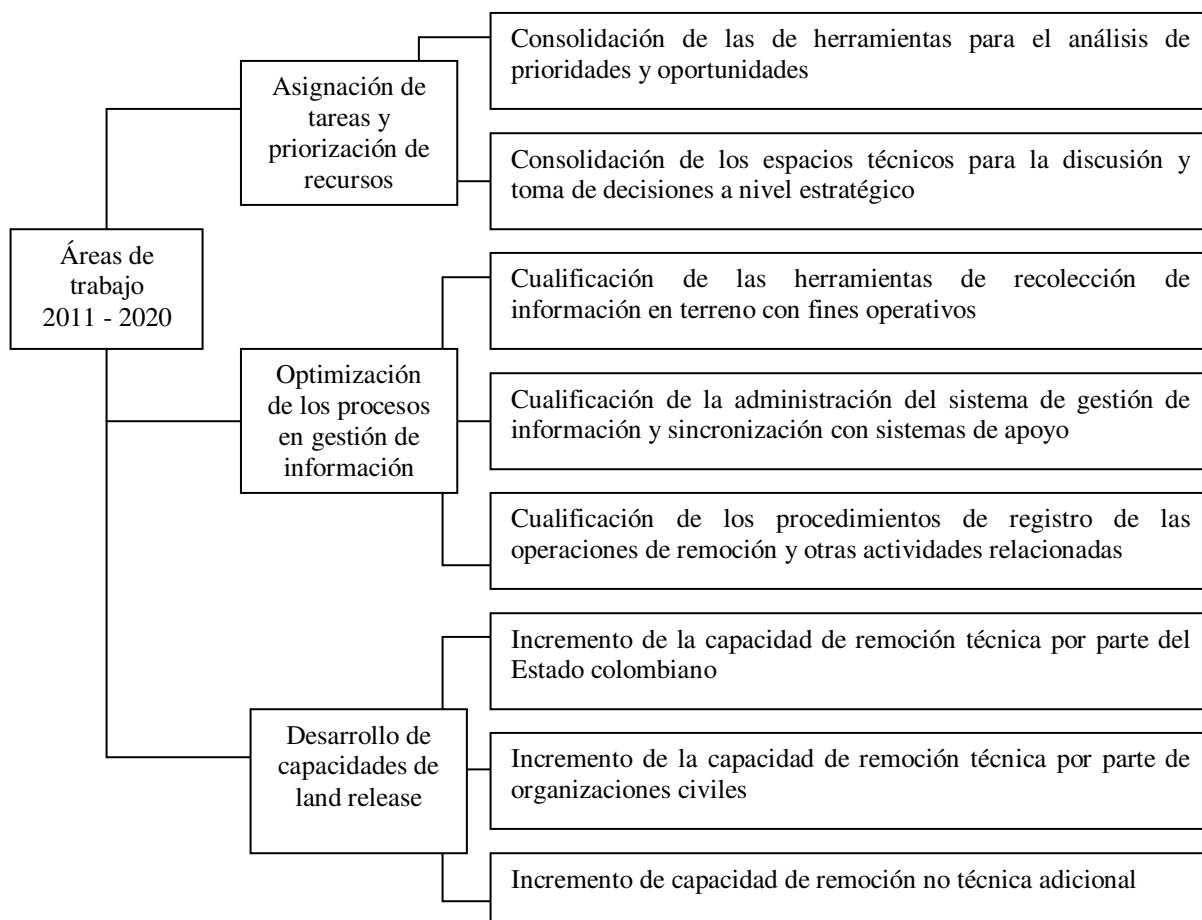 Áreas de
trabajo
2011 - 2020
Asignación de
tareas y
priorización de
recursos
Consolidación de las de herramientas para el análisis de
prioridades y oportunidades
Consolidación de los espacios técnicos para la discusión y
toma de decisiones a nivel estratégico
Optimización
de los procesos
en gestión de
información
Cualificación de las herramientas de recolección de
información en terreno con fines operativos
Cualificación de la administración del sistema de gestión de
información y sincronización con sistemas de apoyo
Cualificación de los procedimientos de registro de las
operaciones de remoción y otras actividades relacionadas
Desarrollo de
capacidades de
land release
Incremento de la capacidad de remoción técnica por parte del
Estado colombiano
Incremento de la capacidad de remoción técnica por parte de
organizaciones civiles
Incremento de capacidad de remoción no técnica adicional